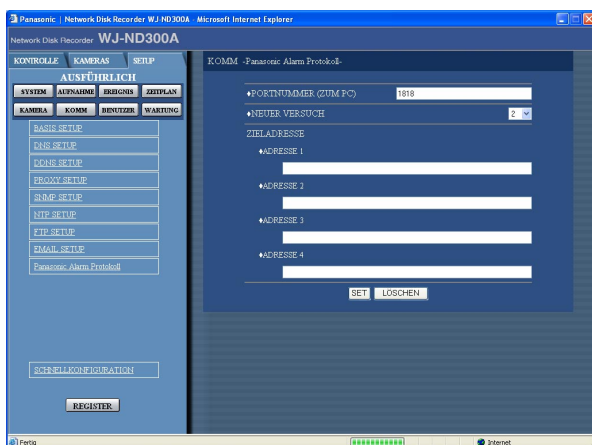 Panasonic | Network Disk Recorder WJ-ND300A - Microsoft Internet Explorer
Network Disk Recorder WJ-ND300A
KONTROLLE KAMERAS SETUP
AUSFÜHRLICH
SYSTEM AUFNAHME EREIGNIS ZEITPLAN
KAMERA KOMM BENUTZER WARTUNG
BASIS SETUP
DNS SETUP
DDNS SETUP
PROXY SETUP
SNMP SETUP
NTP SETUP
FTP SETUP
EMAIL SETUP
Panasonic Alarm Protokoll
SCHNELLKONFIGURATION
REGISTER
KOMM -Panasonic Alarm Protokol-
♦PORTNUMMER (ZUM PC) 1818
♦NEUER VERSUCH 2
ZIELADRESSE
♦ADRESSE 1
♦ADRESSE 2
♦ADRESSE 3
♦ADRESSE 4
SET LÖSCHEN
Fertig Internet